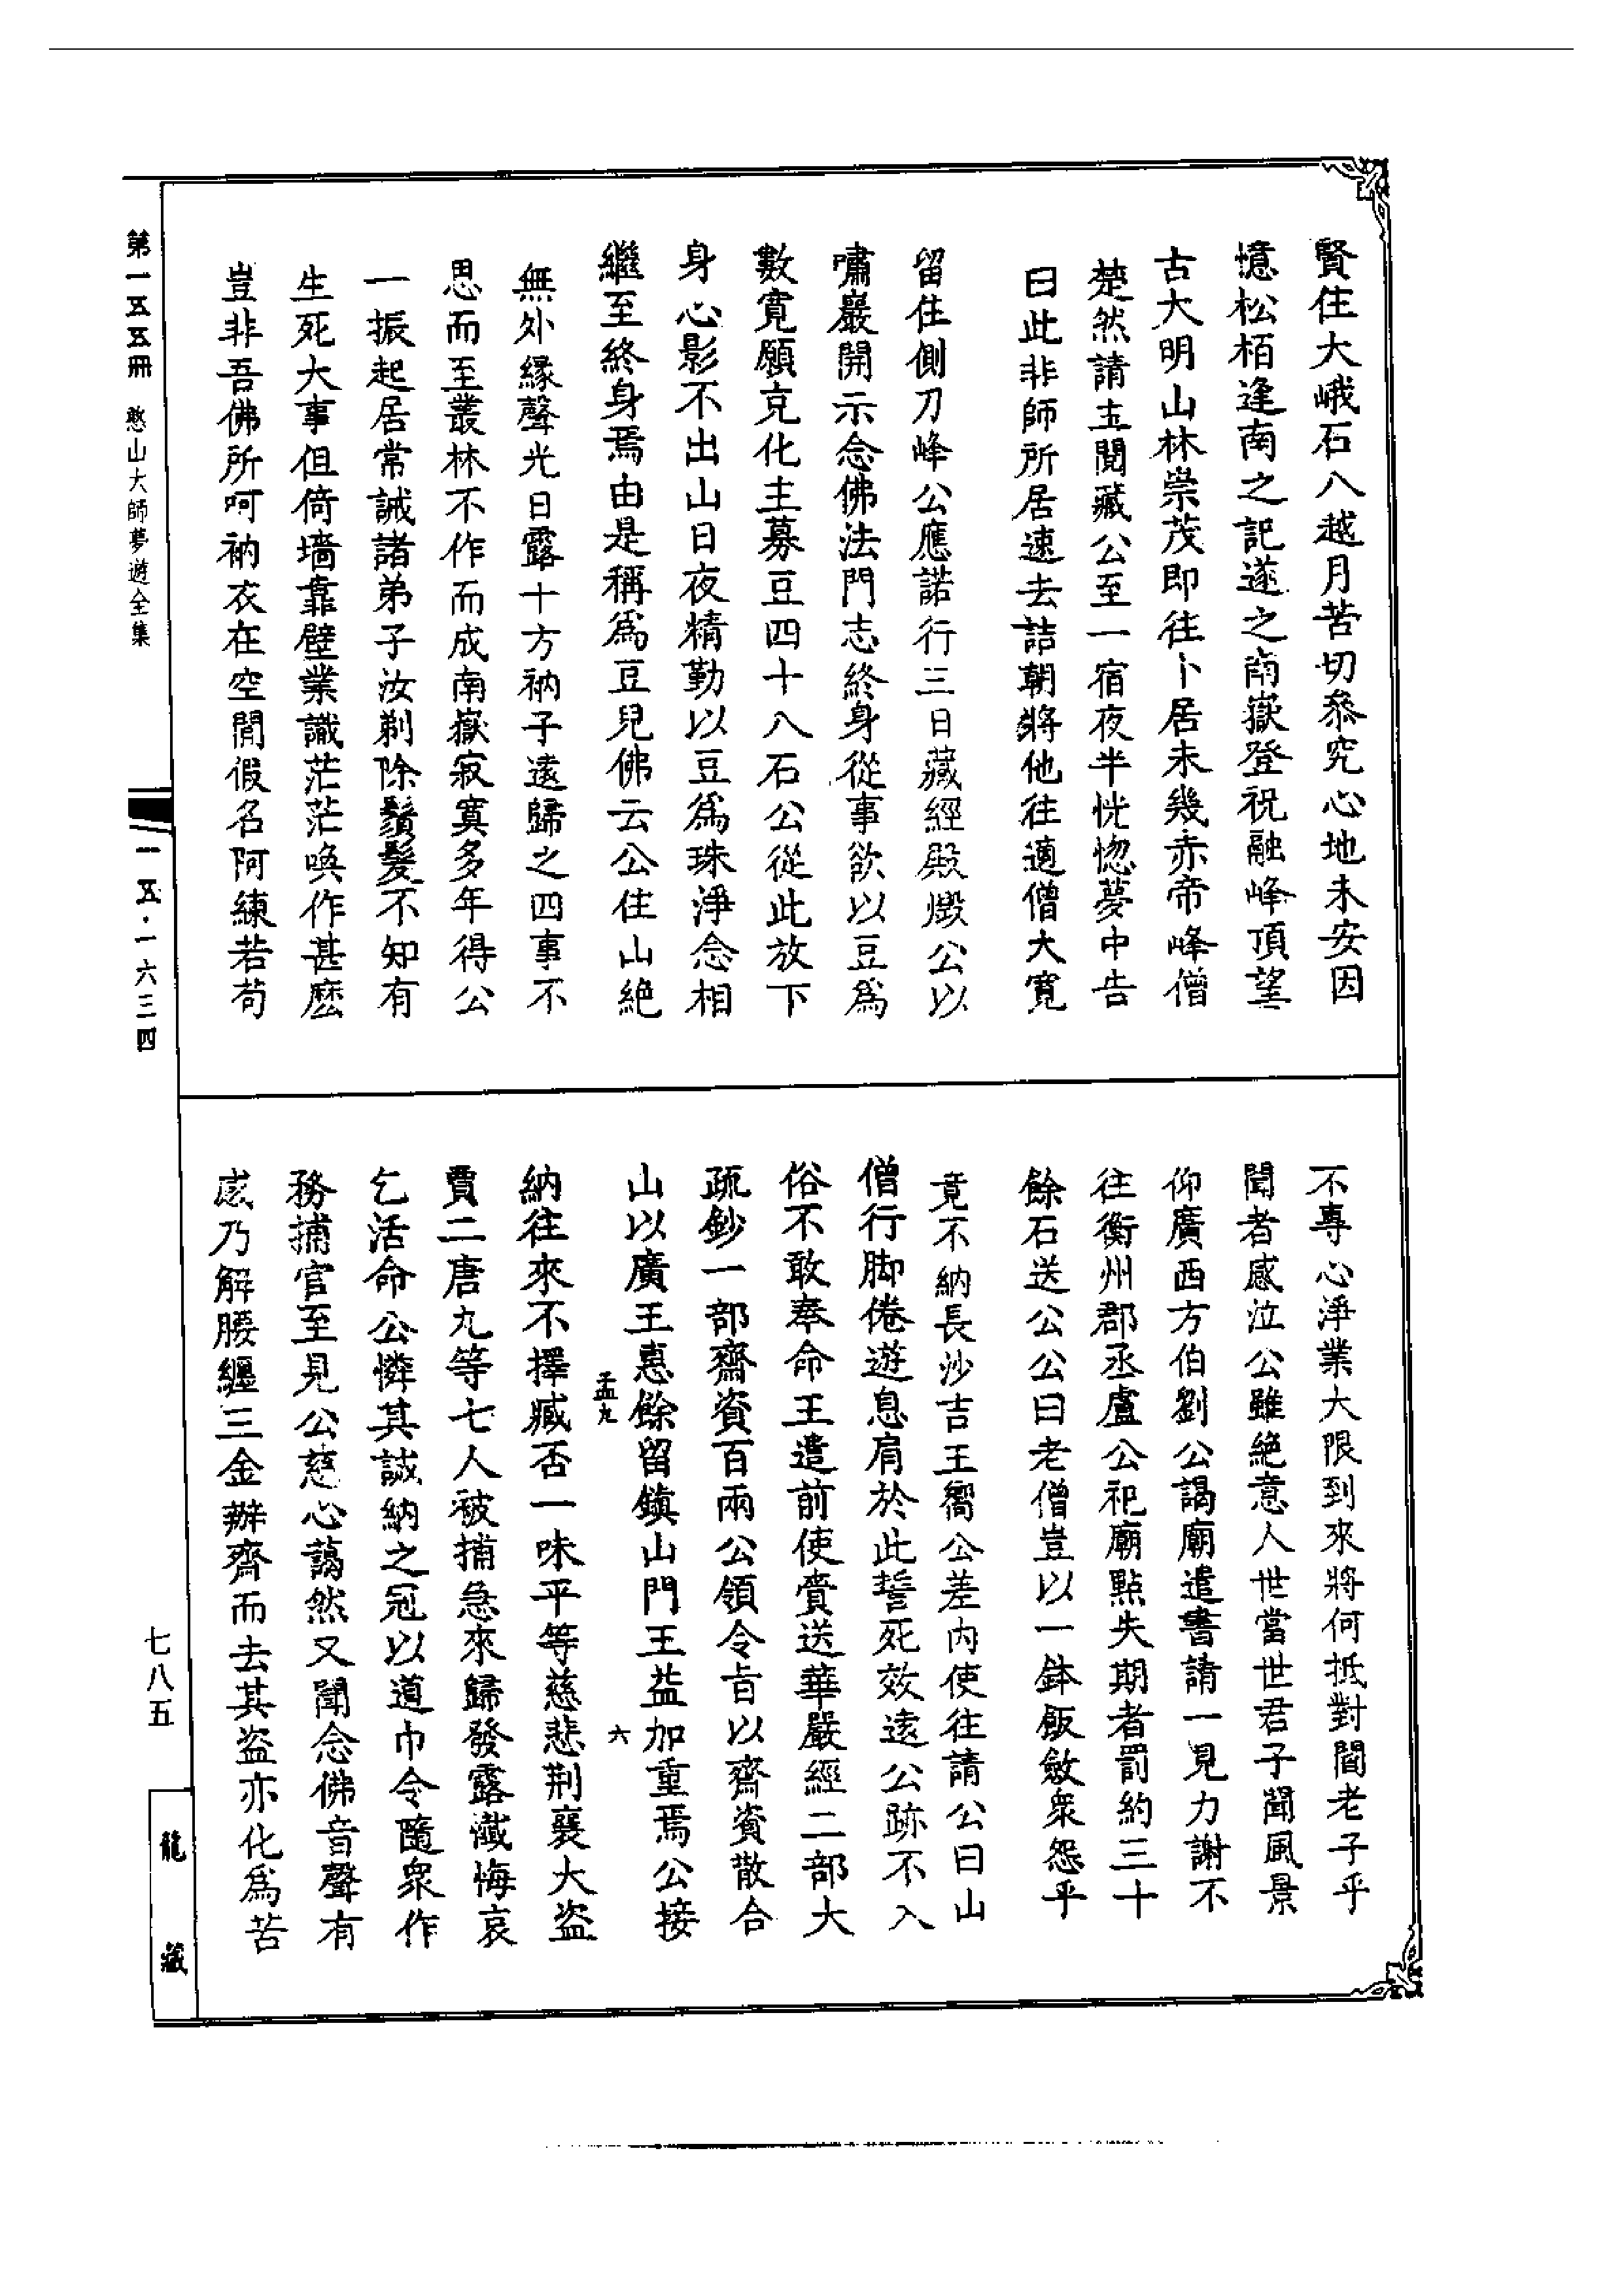 賢住大峨石八越月苦切叅究心地未安因
憶松栢逢南之記遂之南嶽登祝融峰頂望
古大明山林崇茂即往卜居未幾赤帝峰僧
楚然請主閱藏公至一宿夜半恍惚夢中告
曰此非師所居速去詰朝將他往適僧大寬
留住側刀峰公應諾行三日藏經殿燬公以
嘯巖開示念佛法門志終身從事欲以豆為
數寬願充化主募豆四十八石公從此放下
身心影不出山日夜精勤以豆為珠淨念相
繼至終身焉由是稱為豆兒佛云公住山絶
無外緣聲光日露十方衲子遠歸之四事不
思而至叢林不作而成南嶽寂寞多年得公
一振起居常誡諸弟子汝剃除鬚髮不知有
生死大事但倚墻靠壁業識茫茫喚作甚麽
豈非吾佛所呵衲衣在空閒假名阿練若苟
不專心淨業大限到來將何抵對閻老子乎
聞者感泣公雖絶意人世當世君子聞風景
仰廣西方伯劉公謁廟遣書請一見力謝不
往衡州郡丞盧公祀廟點失期者罰約三十
餘石送公公曰老僧豈以一鉢飯斂衆怨乎
竟不納長沙吉王嚮公差内使往請公曰山
僧行脚倦遊息肩於此誓死效遠公跡不入
俗不敢奉命王遣前使賫送華嚴經二部大
疏鈔一部齋資百兩公領令旨以齋資散合
山以廣王惠餘留鎮山門王益加重焉公接
孟九 六
納往來不擇臧否一味平等慈悲荆襄大盜
賈二唐九等七人被捕急來歸發露懺悔哀
乞活命公憐其誠納之冠以道巾令隨衆作
務捕官至見公慈心藹然又聞念佛音聲有
感乃解腰纏三金辦齊而去其盜亦化為苦
第一五五冊 憨山大師夢遊全集
一五·一六三四
七八五
龍藏